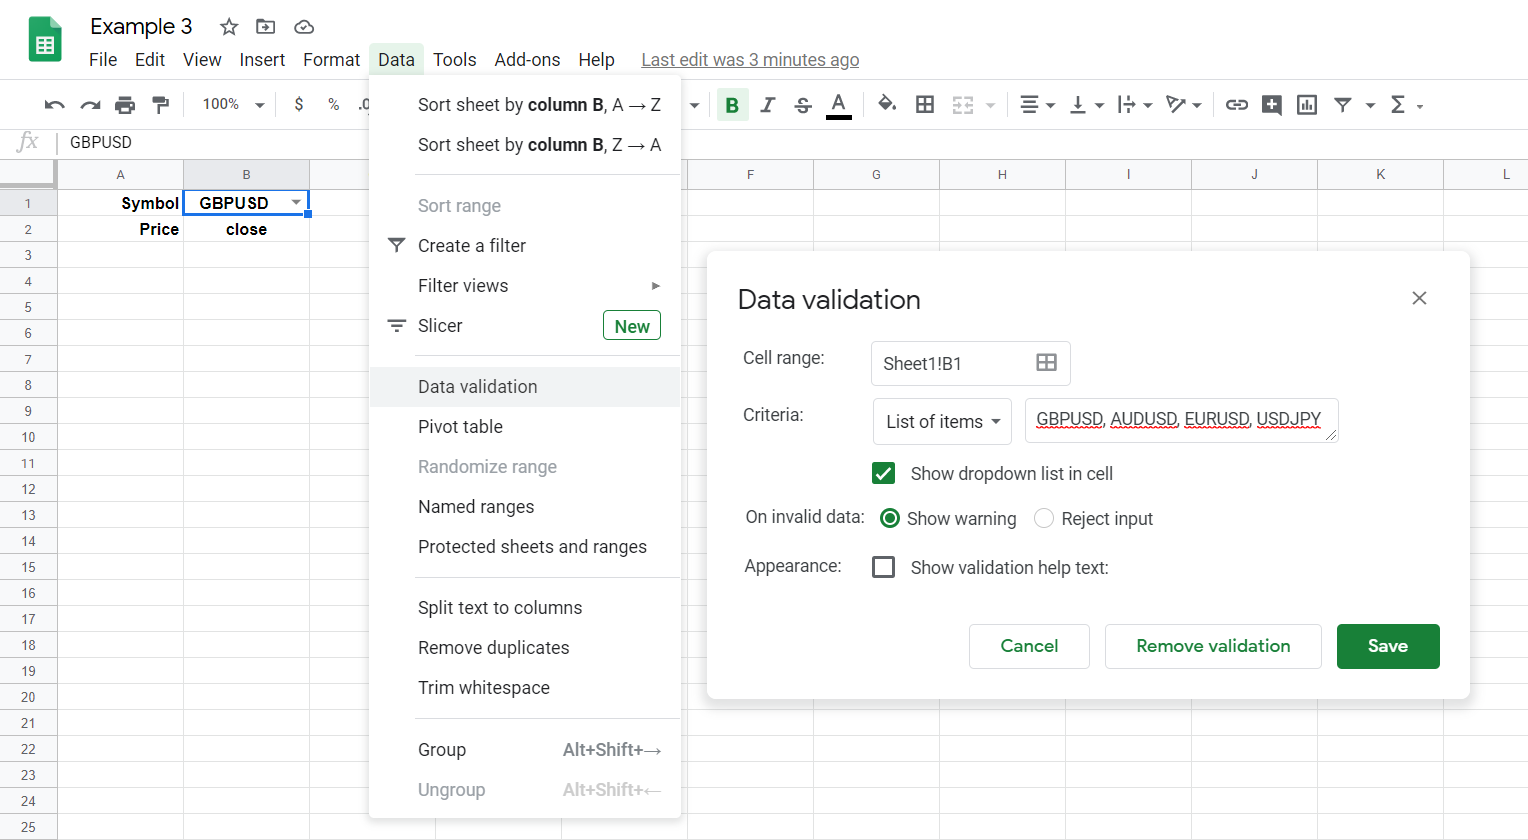 Example 3
File Edit View Insert Format Data Tools Add-ons Help Last edit was 3 minutes ago
100% $ % .0 B I S A Σ
fx GBPUSD
A B F G H I J K L
1 Symbol GBPUSD
2 Price close
3
4
5
6
7
8
9
10
11
12
13
14
15
16
17
18
19
20
21
22
23
24
25
Sort sheet by column B, A → Z
Sort sheet by column B, Z → A
Sort range
Create a filter
Filter views
Slicer New
Data validation
Pivot table
Randomize range
Named ranges
Protected sheets and ranges
Split text to columns
Remove duplicates
Trim whitespace
Group Alt+Shift+→
Ungroup Alt+Shift+←
Data validation
Cell range: Sheet1!B1
Criteria: List of items GBPUSD, AUDUSD, EURUSD, USDJPY
Show dropdown list in cell
On invalid data: Show warning Reject input
Appearance: Show validation help text:
Cancel Remove validation Save